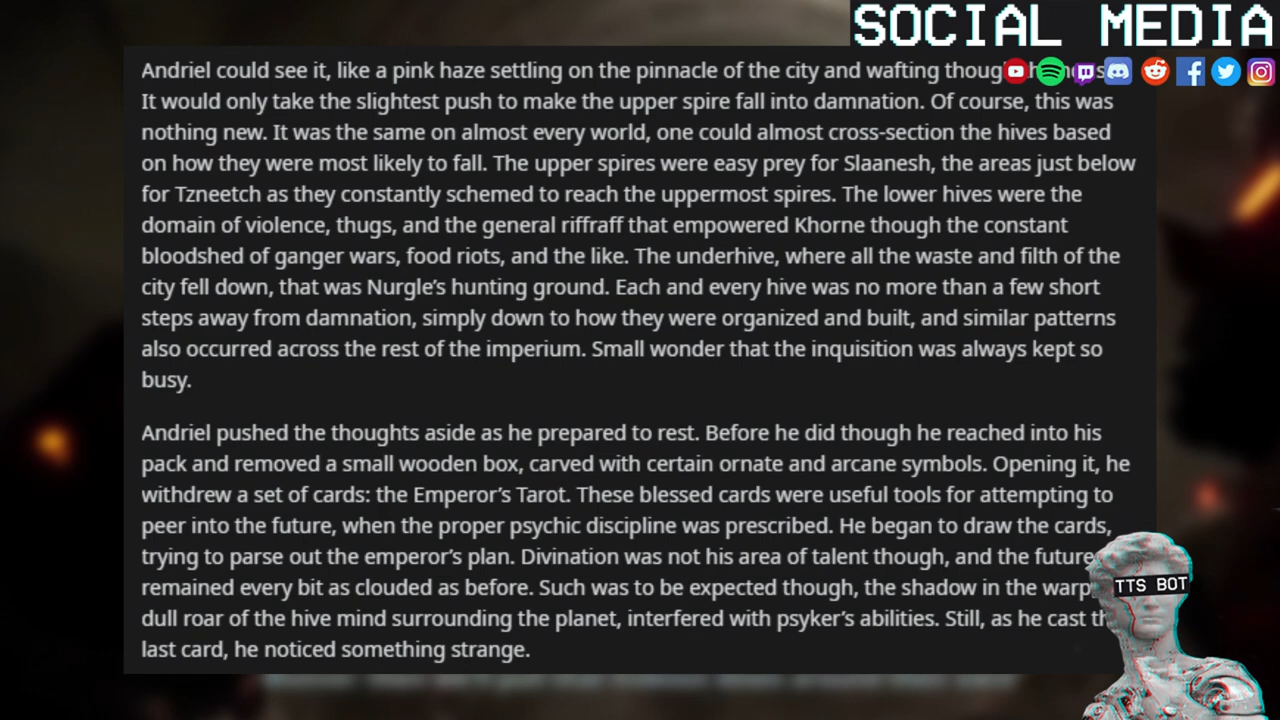 SOCIAL MEDIA
Andriel could see it, like a pink haze settling on the pinnacle of the city and wafting
It would only take the slightest push to make the upper spire fall into damnation. Of course, this was
nothing new. It was the same on almost every world, one could almost cross-section the hives based
on how they were most likely to fall. The upper spires were easy prey for Slaanesh, the areas just below
for Tzneetch as they constantly schemed to reach the uppermost spires. The lower hives were the
domain of violence, thugs, and the general riffraff that empowered Khorne though the constant
bloodshed of ganger wars, food riots, and the like. The underhive, where all the waste and filth of the
city fell down, that was Nurgle’s hunting ground. Each and every hive was no more than a few short
steps away from damnation, simply down to how they were organized and built, and similar patterns
also occurred across the rest of the imperium. Small wonder that the inquisition was always kept so
busy.
Andriel pushed the thoughts aside as he prepared to rest. Before he did though he reached into his
pack and removed a small wooden box, carved with certain ornate and arcane symbols. Opening it, he
withdrew a set of cards: the Emperor’s Tarot. These blessed cards were useful tools for attempting to
peer into the future, when the proper psychic discipline was prescribed. He began to draw the cards,
trying to parse out the emperor’s plan. Divination was not his area of talent though, and the future
remained every bit as clouded as before. Such was to be expected though, the shadow in the warp
dull roar of the hive mind surrounding the planet, interfered with psyker’s abilities. Still, as he cast
last card, he noticed something strange.
TTS BOT